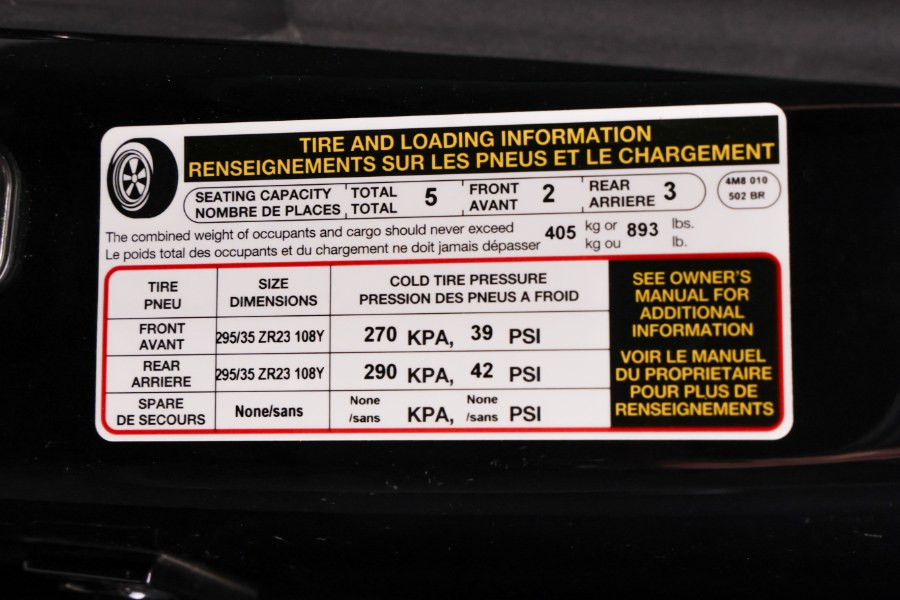 TIRE AND LOADING INFORMATION
RENSEIGNEMENTS SUR LES PNEUS ET LE CHARGEMENT
SEATING CAPACITY TOTAL 5 FRONT 2 REAR 3
NOMBRE DE PLACES TOTAL AVANT ARRIERE
4M8 010
502 BR
The combined weight of occupants and cargo should never exceed 405 kg or 893 lbs.
Le poids total des occupants et du chargement ne doit jamais dépasser kg ou lb.
TIRE SIZE COLD TIRE PRESSURE
PNEU DIMENSIONS PRESSION DES PNEUS A FROID
FRONT
AVANT 295/35 ZR23 108Y 270 KPA, 39 PSI
REAR
ARRIERE 295/35 ZR23 108Y 290 KPA, 42 PSI
SPARE
DE SECOURS None/sans None/sans KPA, None/sans PSI
SEE OWNER'S
MANUAL FOR
ADDITIONAL
INFORMATION
VOIR LE MANUEL
DU PROPRIETAIRE
POUR PLUS DE
RENSEIGNEMENTS